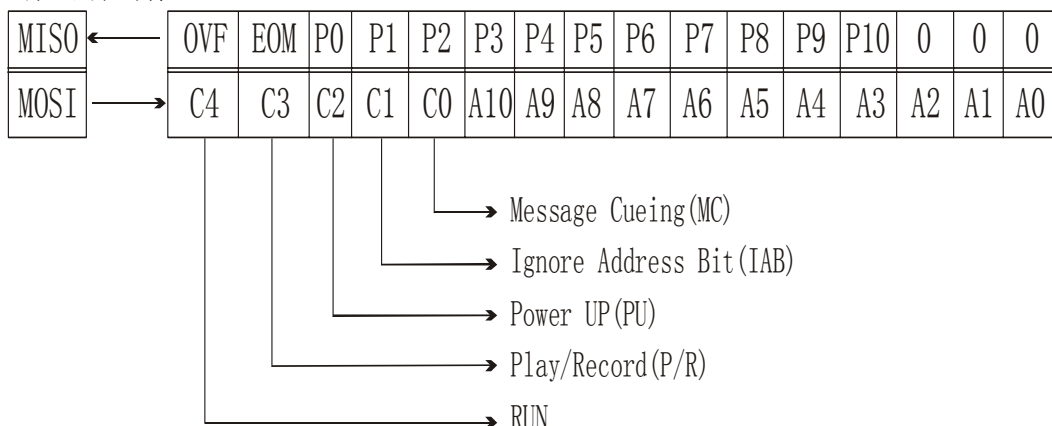 MISO OVF EOM P0 P1 P2 P3 P4 P5 P6 P7 P8 P9 P10 0 0 0
MOSI C4 C3 C2 C1 C0 A10 A9 A8 A7 A6 A5 A4 A3 A2 A1 A0
Message Cueing(MC)
Ignore Address Bit(IAB)
Power UP(PU)
Play/Record(P/R)
RUN